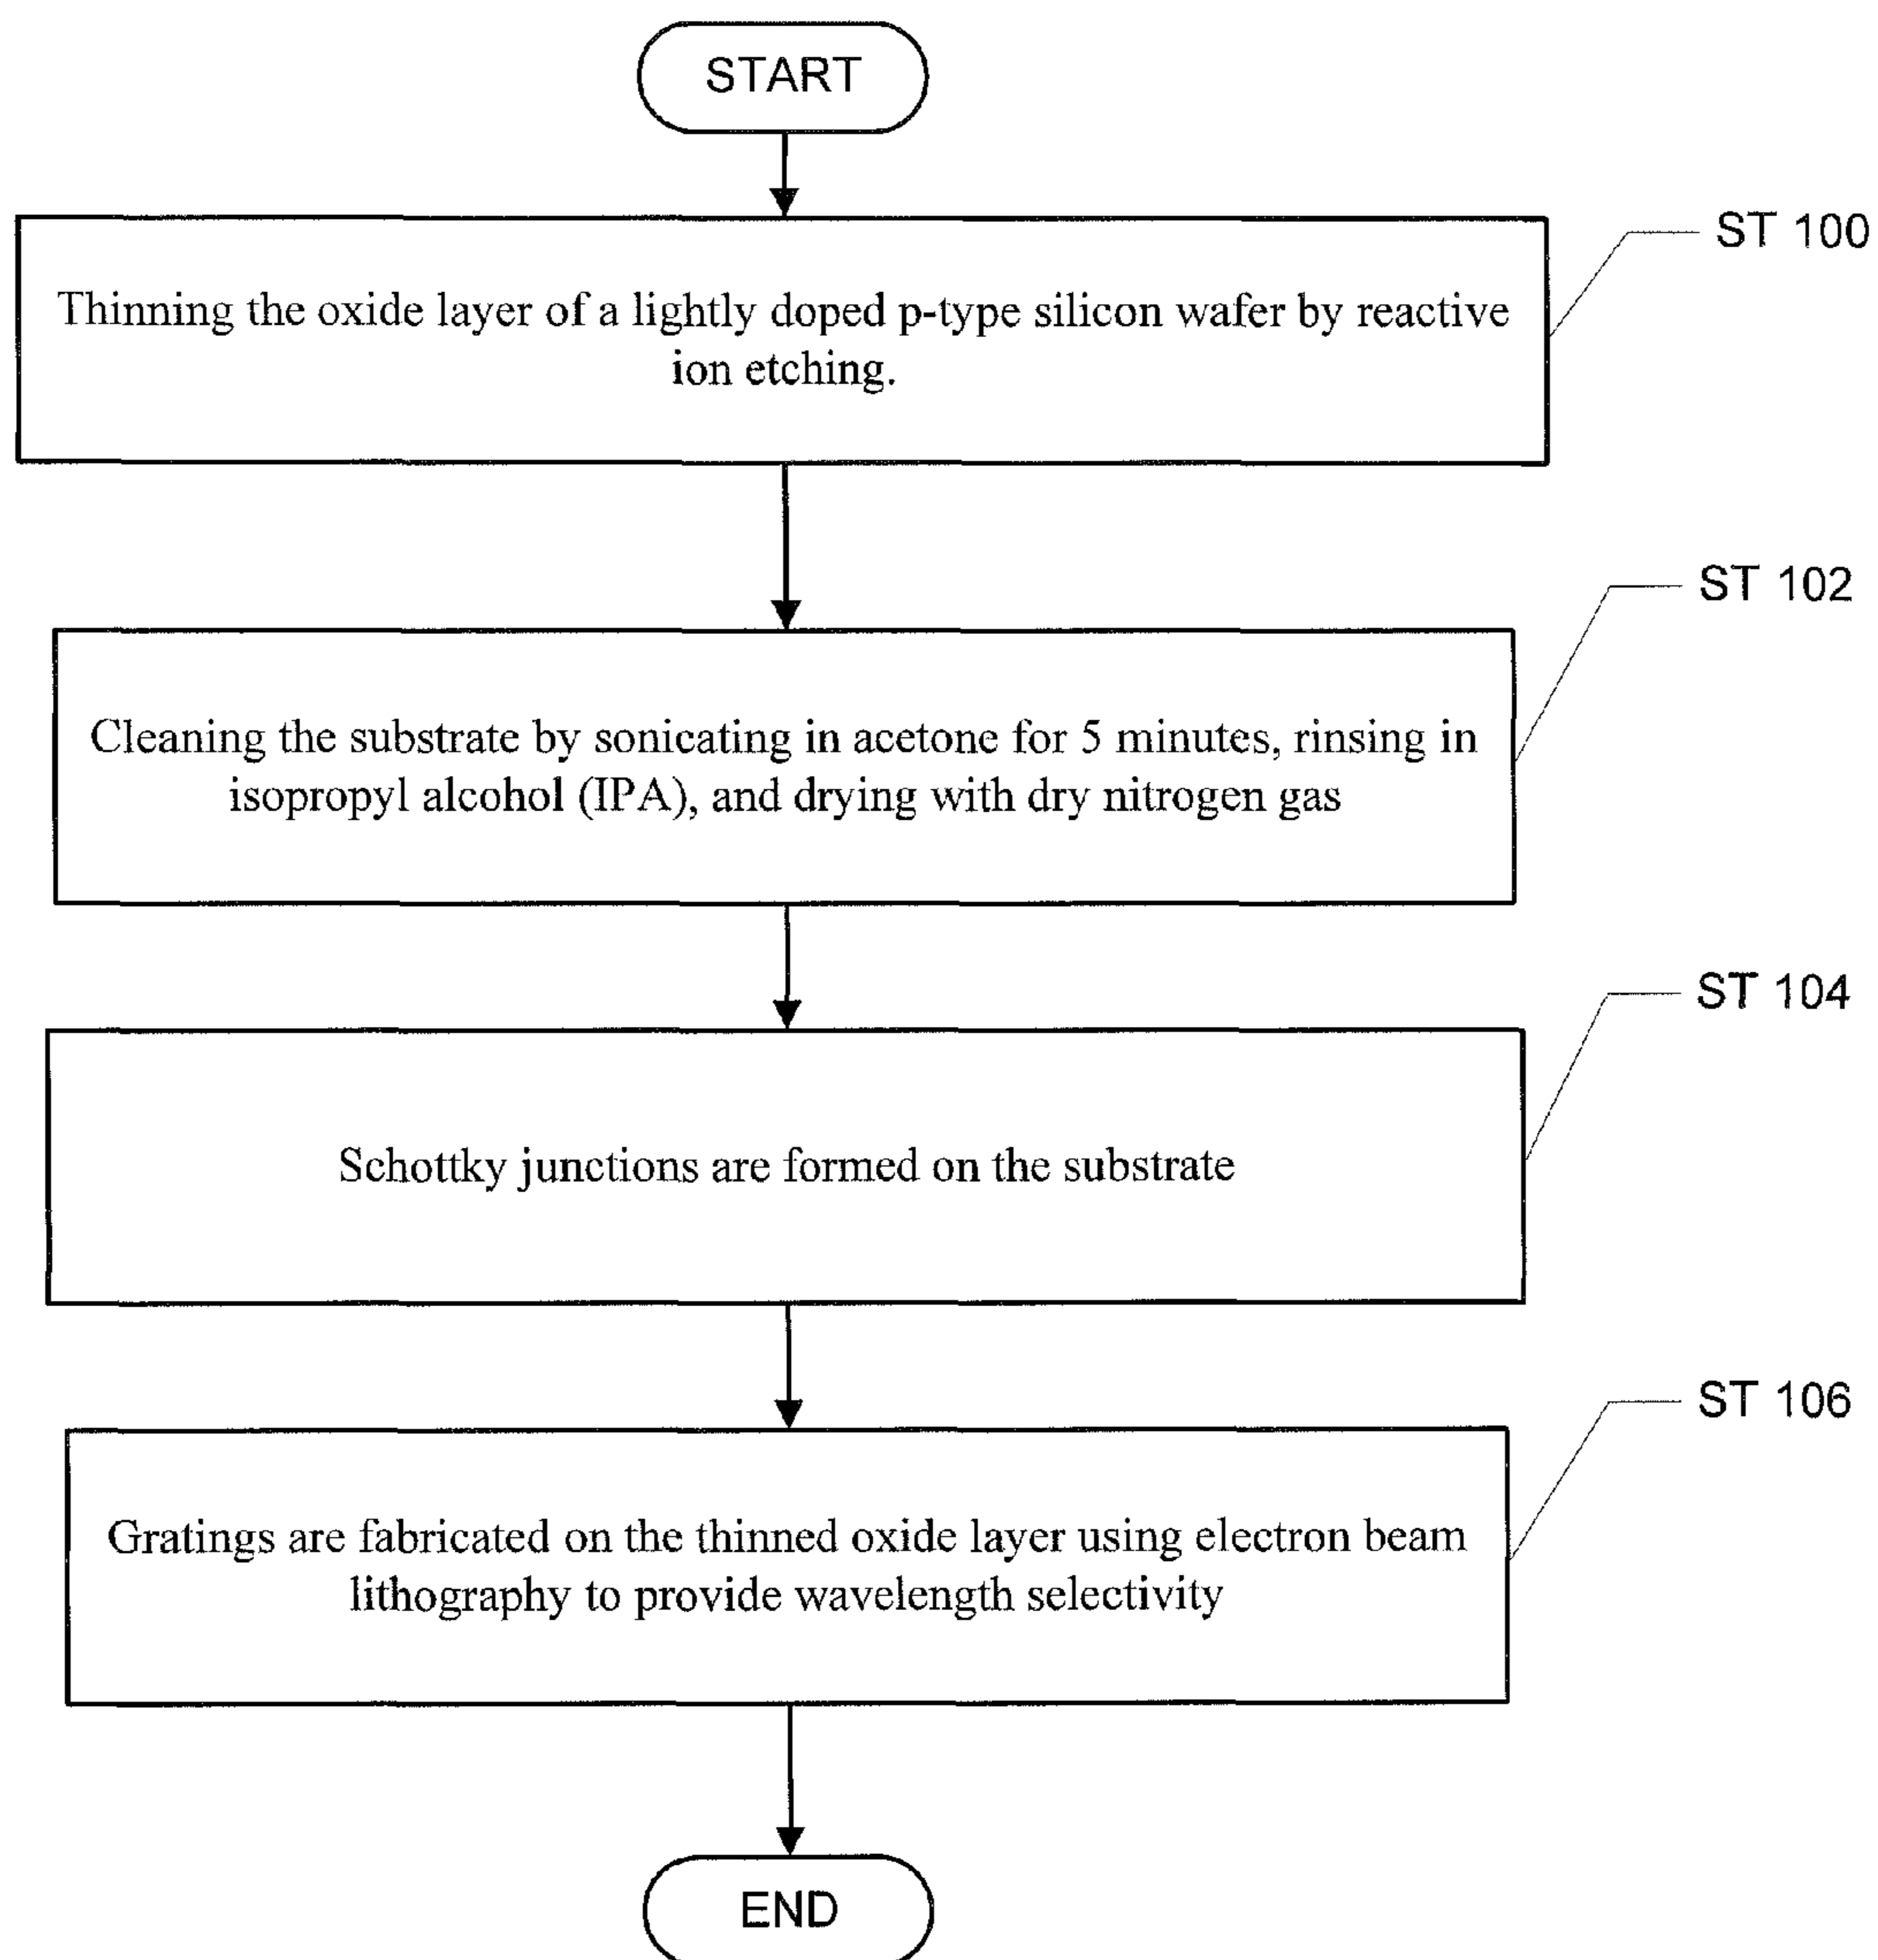 START
ST 100
Thinning the oxide layer of a lightly doped p-type silicon wafer by reactive
ion etching.
ST 102
Cleaning the substrate by sonicating in acetone for 5 minutes, rinsing in
isopropyl alcohol (IPA), and drying with dry nitrogen gas
ST 104
Schottky junctions are formed on the substrate
ST 106
Gratings are fabricated on the thinned oxide layer using electron beam
lithography to provide wavelength selectivity
END